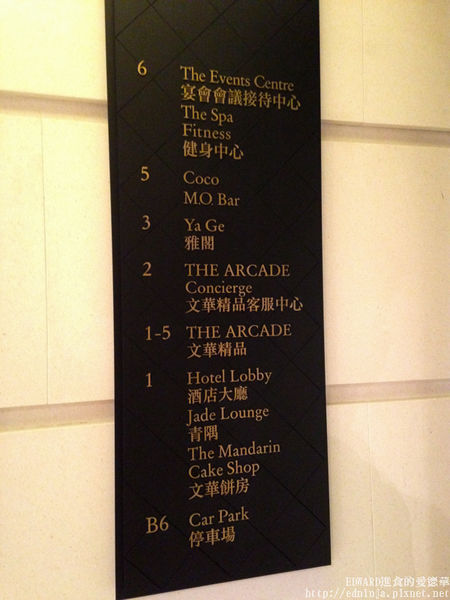 6 The Events Centre
宴會會議接待中心
The Spa
Fitness
健身中心
5 Coco
M.O. Bar
3 Ya Ge
雅閣
2 THE ARCADE
Concierge
文華精品客服中心
1-5 THE ARCADE
文華精品
1 Hotel Lobby
酒店大廳
Jade Lounge
青隅
The Mandarin
Cake Shop
文華餅房
B6 Car Park
停車場
EDWARD進食的愛德華
http://edninja.pixnet.net